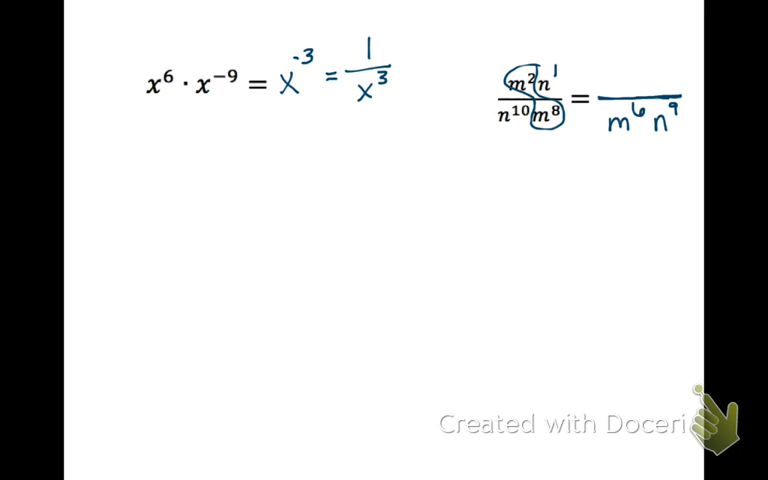 x⁶ · x⁻⁹ = x⁻³ = 1/x³
m²n¹/n¹⁰m⁸ = /m⁶n⁹
Created with Doceri